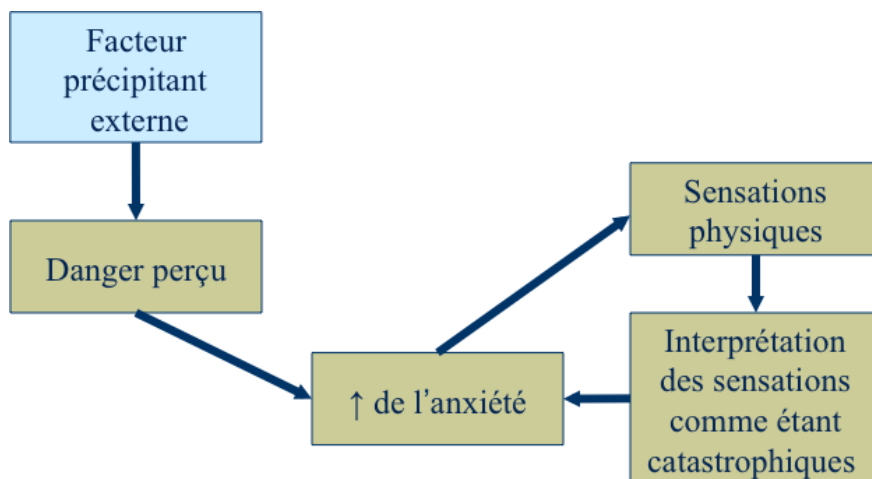 Facteur
précipitant
externe
Danger perçu
↑ de l’anxiété
Sensations
physiques
Interprétation
des sensations
comme étant
catastrophiques